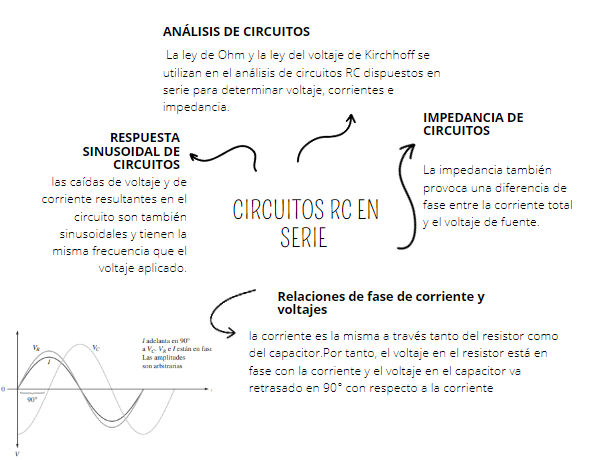 ANÁLISIS DE CIRCUITOS
La ley de Ohm y la ley del voltaje de Kirchhoff se
utilizan en el análisis de circuitos RC dispuestos en
serie para determinar voltaje, corrientes e
impedancia.
RESPUESTA
SINUSOIDAL DE
CIRCUITOS
las caídas de voltaje y de
corriente resultantes en el
circuito son también
sinusoidales y tienen la
misma frecuencia que el
voltaje aplicado.
IMPEDANCIA DE
CIRCUITOS
La impedancia también
provoca una diferencia de
fase entre la corriente total
y el voltaje de fuente.
CIRCUITOS RC EN
SERIE
Relaciones de fase de corriente y
voltajes
la corriente es la misma a través tanto del resistor como
del capacitor.Por tanto, el voltaje en el resistor está en
fase con la corriente y el voltaje en el capacitor va
retrasado en 90° con respecto a la corriente
VR
VC
I
I adelanta en 90°
a VC. VR e I están en fase
Las amplitudes
son arbitrarias
0
90°
V